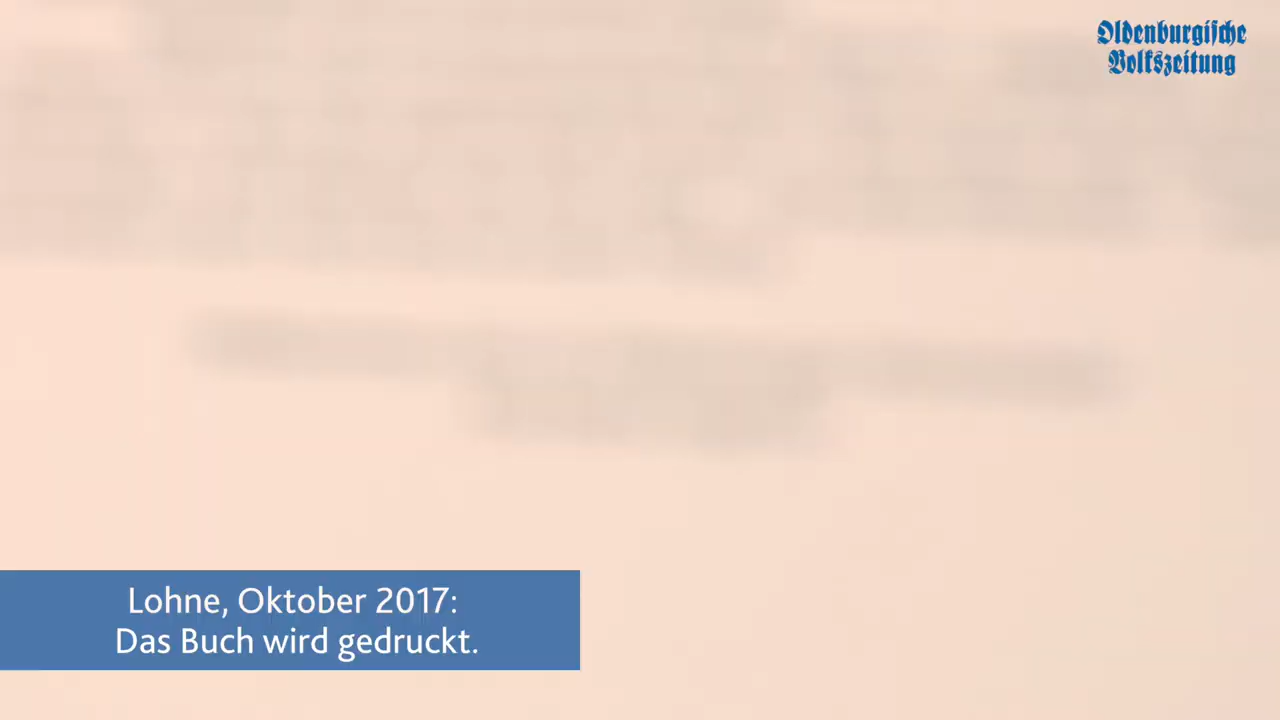 Oldenburgische
Volkszeitung
Lohne, Oktober 2017:
Das Buch wird gedruckt.